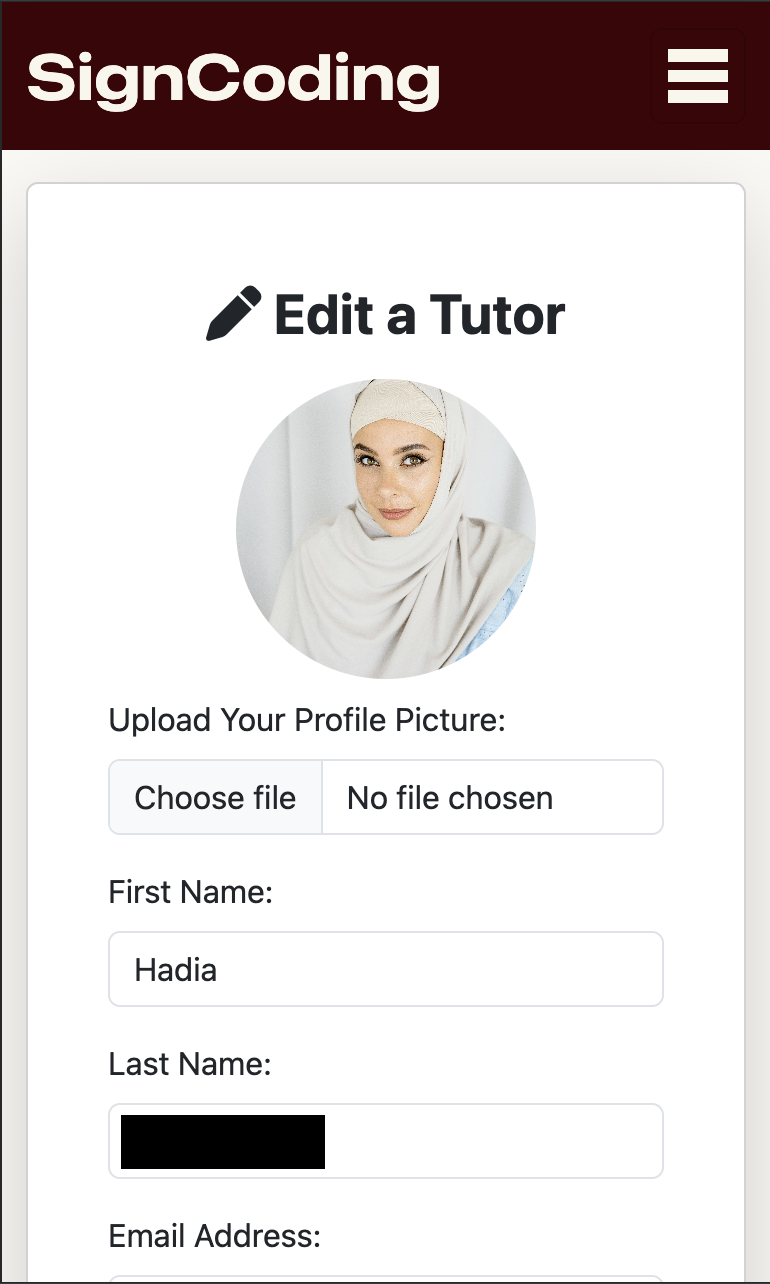 SignCoding
Edit a Tutor
Upload Your Profile Picture:
Choose file No file chosen
First Name:
Hadia
Last Name:
Email Address: